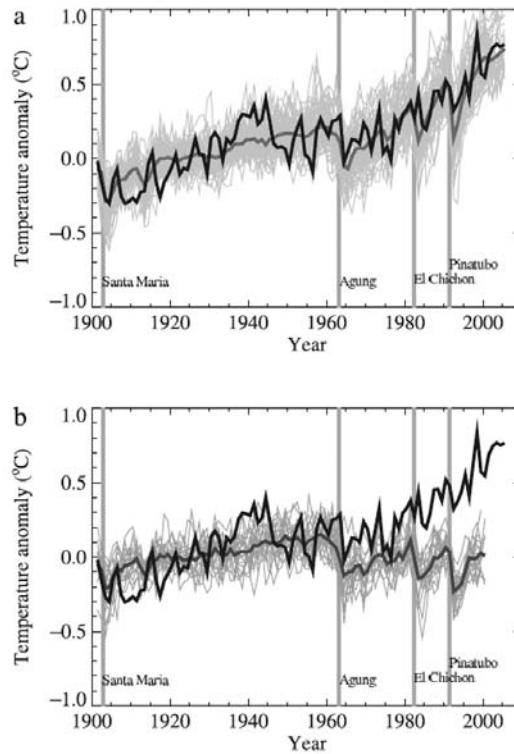 a
Temperature anomaly (°C)
1.0
0.5
0.0
−0.5
−1.0
Santa Maria
Agung
El Chichon
Pinatubo
1900 1920 1940 1960 1980 2000
Year
b
Temperature anomaly (°C)
1.0
0.5
0.0
−0.5
−1.0
Santa Maria
Agung
El Chichon
Pinatubo
1900 1920 1940 1960 1980 2000
Year